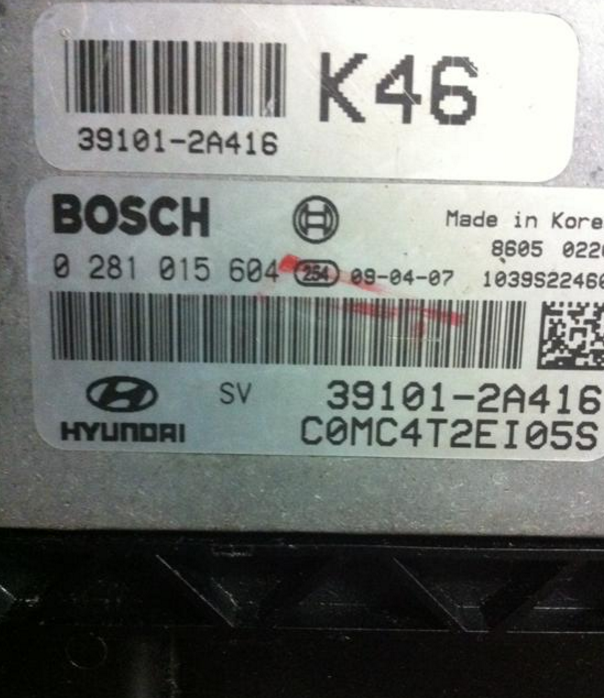 K46
39101-2A416
BOSCH
Made in Kore
8605 022
0 281 015 604 254 09-04-07 1039S2246
SV 39101-2A416
HYUNDAI C0MC4T2EI05S